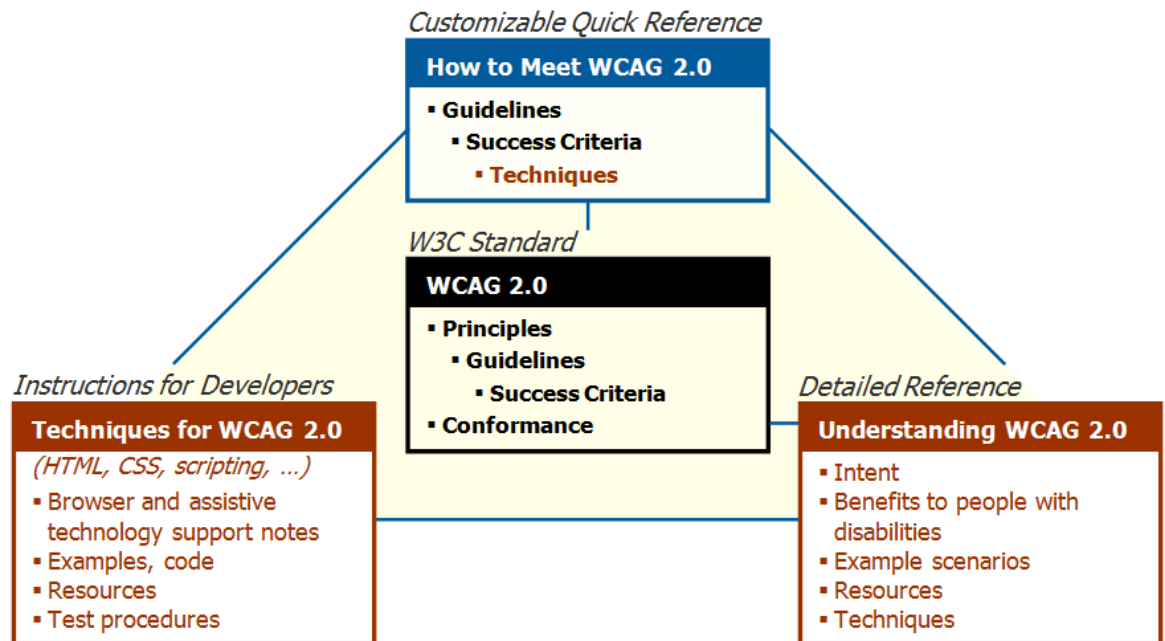 Customizable Quick Reference
How to Meet WCAG 2.0
▪ Guidelines
▪ Success Criteria
▪ Techniques
W3C Standard
WCAG 2.0
▪ Principles
▪ Guidelines
▪ Success Criteria
▪ Conformance
Instructions for Developers
Techniques for WCAG 2.0
(HTML, CSS, scripting, ...)
▪ Browser and assistive
technology support notes
▪ Examples, code
▪ Resources
▪ Test procedures
Detailed Reference
Understanding WCAG 2.0
▪ Intent
▪ Benefits to people with
disabilities
▪ Example scenarios
▪ Resources
▪ Techniques